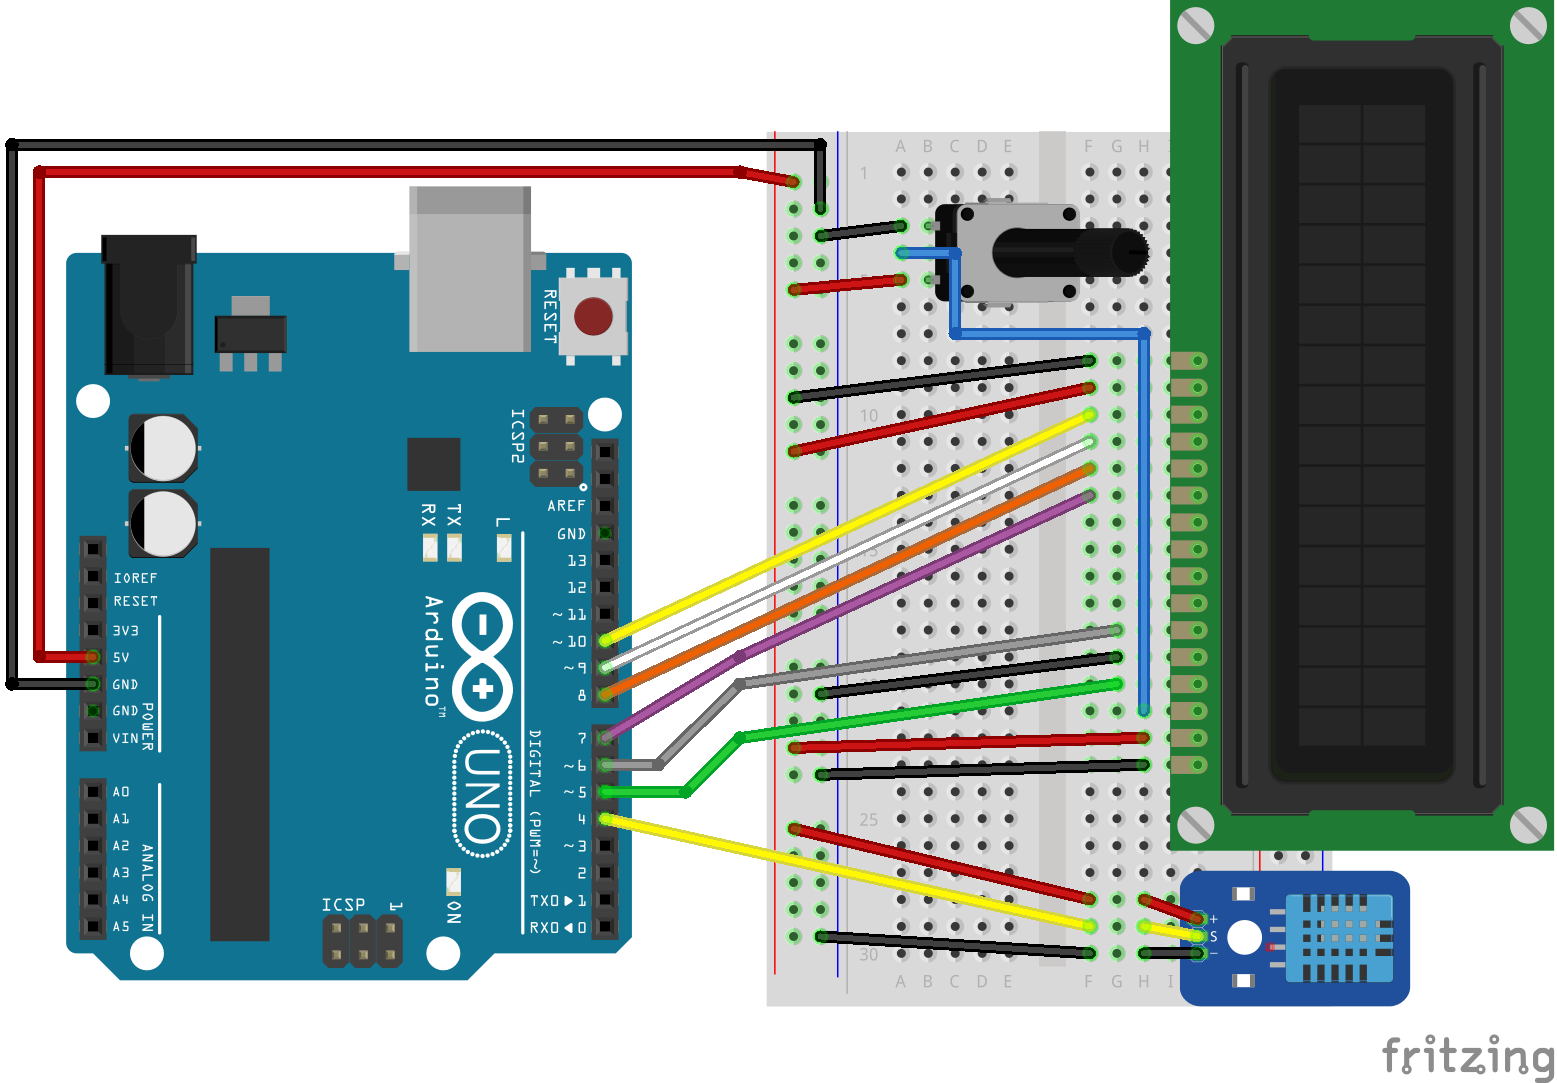 A B C D E F G H I
1
5
10
15
25
30
A B C D E F G H I
RESET
ICSP2
AREF
GND
13
12
~11
~10
~9
8
7
~6
~5
4
~3
2
TX0▶1
RX0◀0
DIGITAL (PWM=~)
RX
TX
L
Arduino™
UNO
IOREF
RESET
3V3
5V
GND
GND
VIN
POWER
A0
A1
A2
A3
A4
A5
ANALOG IN
ICSP
1
ON
+
S
−
fritzing